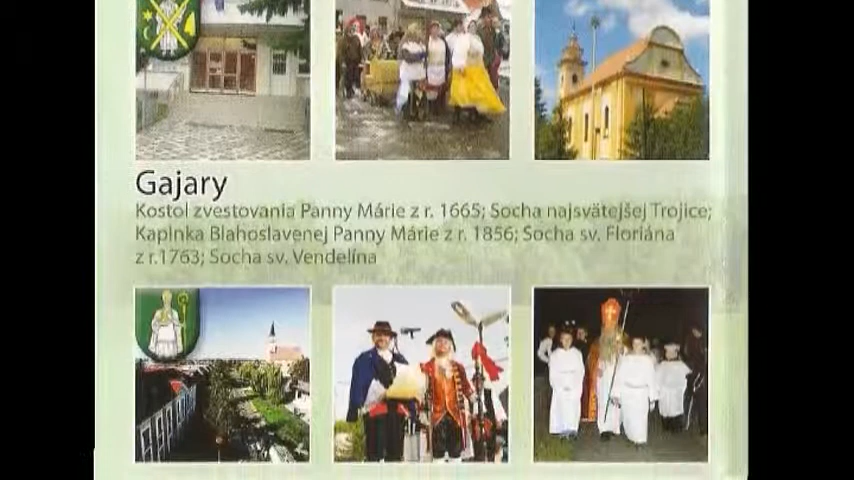 Gajary
Kostol zvestovania Panny Márie z r. 1665; Socha najsvätejšej Trojice;
Kaplnka Blahoslavenej Panny Márie z r. 1856; Socha sv. Floriána
z r.1763; Socha sv. Vendelína